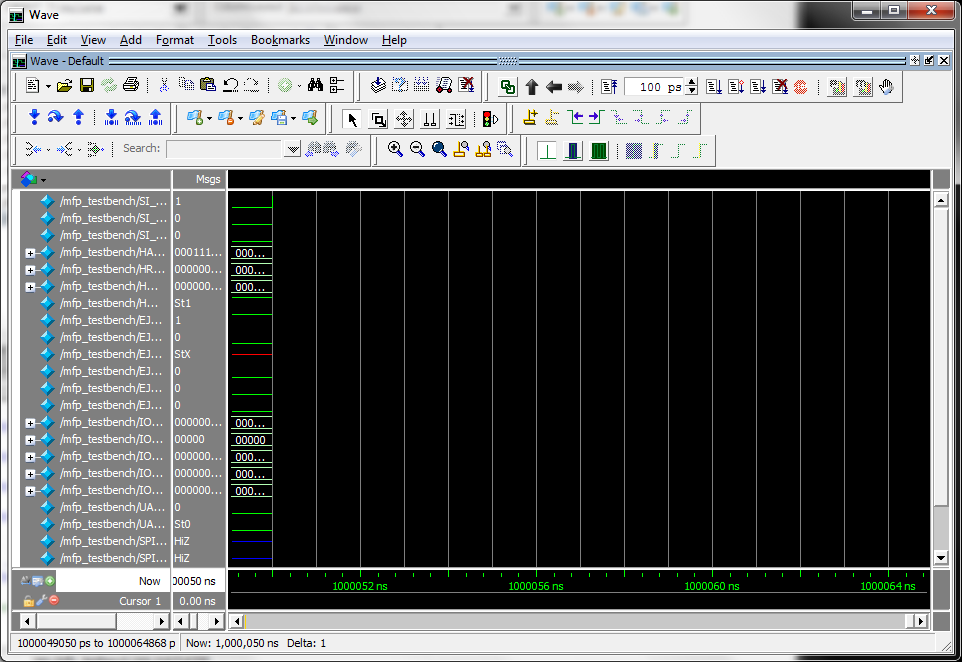 Wave
File Edit View Add Format Tools Bookmarks Window Help
Wave - Default
100 ps
Search:
Msgs
/mfp_testbench/SI_... 1
/mfp_testbench/SI_... 0
/mfp_testbench/SI_... 0
/mfp_testbench/HA... 000111... 000...
/mfp_testbench/HR... 000000... 000...
/mfp_testbench/H... 000000... 000...
/mfp_testbench/H... St1
/mfp_testbench/EJ... 1
/mfp_testbench/EJ... 0
/mfp_testbench/EJ... StX
/mfp_testbench/EJ... 0
/mfp_testbench/EJ... 0
/mfp_testbench/EJ... 0
/mfp_testbench/IO... 000000... 000...
/mfp_testbench/IO... 00000 00000
/mfp_testbench/IO... 000000... 000...
/mfp_testbench/IO... 000000... 000...
/mfp_testbench/IO... 000000... 000...
/mfp_testbench/UA... 0
/mfp_testbench/UA... St0
/mfp_testbench/SPI... HiZ
/mfp_testbench/SPI... HiZ
Now 00050 ns
1000052 ns 1000056 ns 1000060 ns 1000064 ns
Cursor 1 0.00 ns
1000049050 ps to 1000064868 p Now: 1,000,050 ns Delta: 1